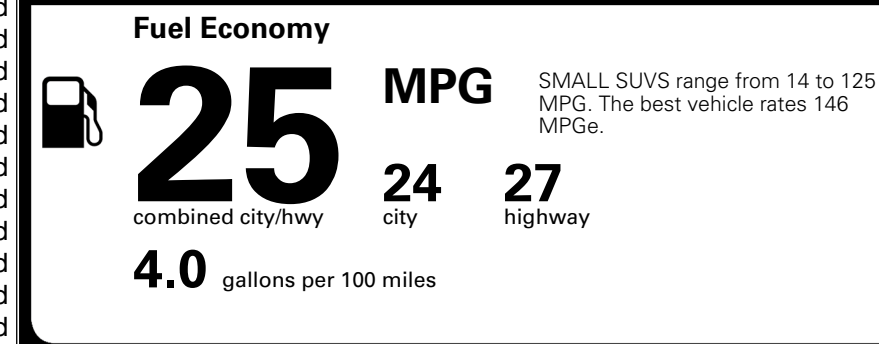 Fuel Economy
25 MPG
SMALL SUVS range from 14 to 125
MPG. The best vehicle rates 146
MPGe.
combined city/hwy
24
city
27
highway
4.0 gallons per 100 miles
d
d
d
d
d
d
d
d
d
d
d